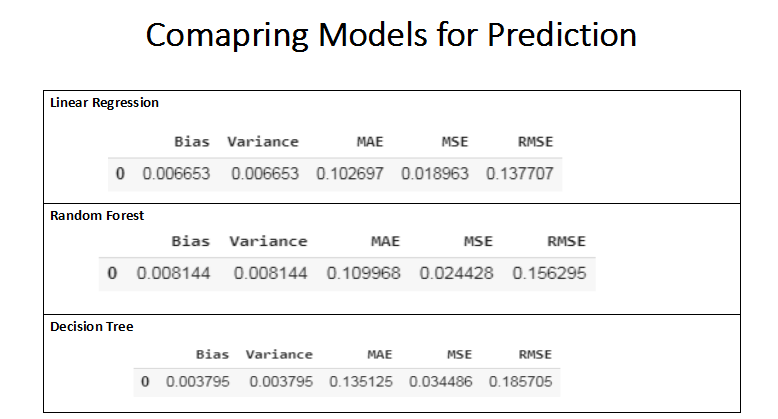 Comapring Models for Prediction
Linear Regression
Bias Variance MAE MSE RMSE
0 0.006653 0.006653 0.102697 0.018963 0.137707
Random Forest
Bias Variance MAE MSE RMSE
0 0.008144 0.008144 0.109968 0.024428 0.156295
Decision Tree
Bias Variance MAE MSE RMSE
0 0.003795 0.003795 0.135125 0.034486 0.185705